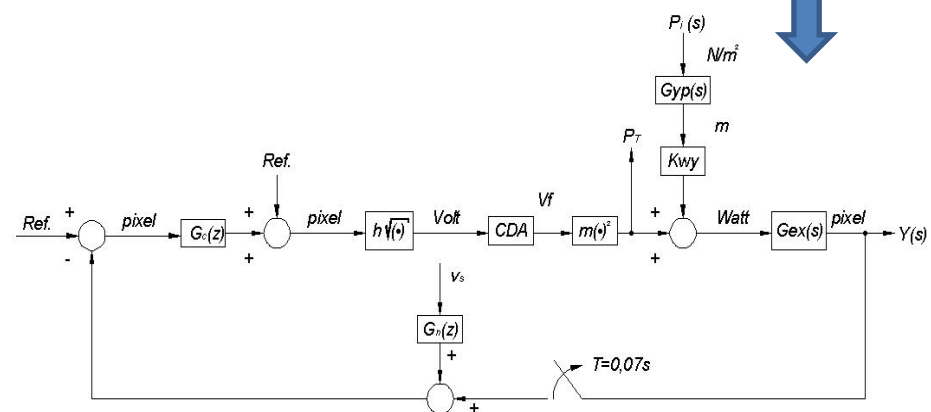 Pi (s)
N/m²
Gyp(s)
m
PT
Kwy
Ref.
Vf
Ref.
+
pixel
+
pixel
Volt
+
Watt
pixel
Gc(z)
h√(•)
CDA
m(•)²
Gex(s)
Y(s)
-
+
+
vs
Gn(z)
+
T=0,07s
+